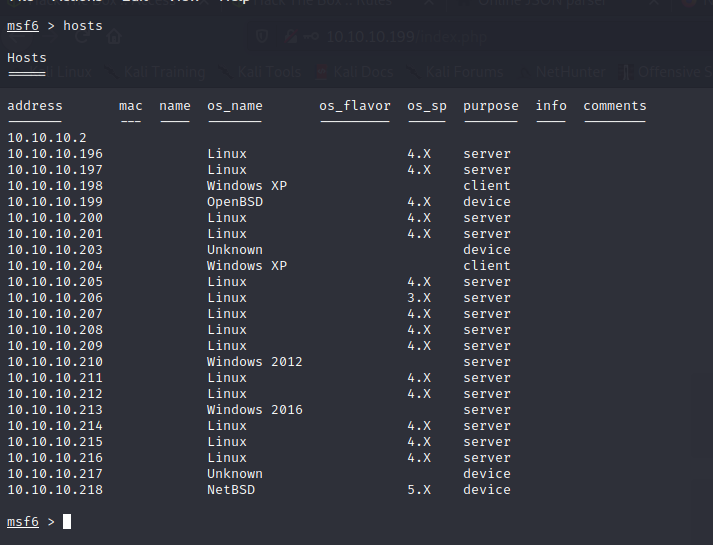 msf6 > hosts
Hosts
=====
address mac name os_name os_flavor os_sp purpose info comments
------- --- ---- ------- --------- ----- ------- ---- --------
10.10.10.2
10.10.10.196 Linux 4.X server
10.10.10.197 Linux 4.X server
10.10.10.198 Windows XP client
10.10.10.199 OpenBSD 4.X device
10.10.10.200 Linux 4.X server
10.10.10.201 Linux 4.X server
10.10.10.203 Unknown device
10.10.10.204 Windows XP client
10.10.10.205 Linux 4.X server
10.10.10.206 Linux 3.X server
10.10.10.207 Linux 4.X server
10.10.10.208 Linux 4.X server
10.10.10.209 Linux 4.X server
10.10.10.210 Windows 2012 server
10.10.10.211 Linux 4.X server
10.10.10.212 Linux 4.X server
10.10.10.213 Windows 2016 server
10.10.10.214 Linux 4.X server
10.10.10.215 Linux 4.X server
10.10.10.216 Linux 4.X server
10.10.10.217 Unknown device
10.10.10.218 NetBSD 5.X device
msf6 >